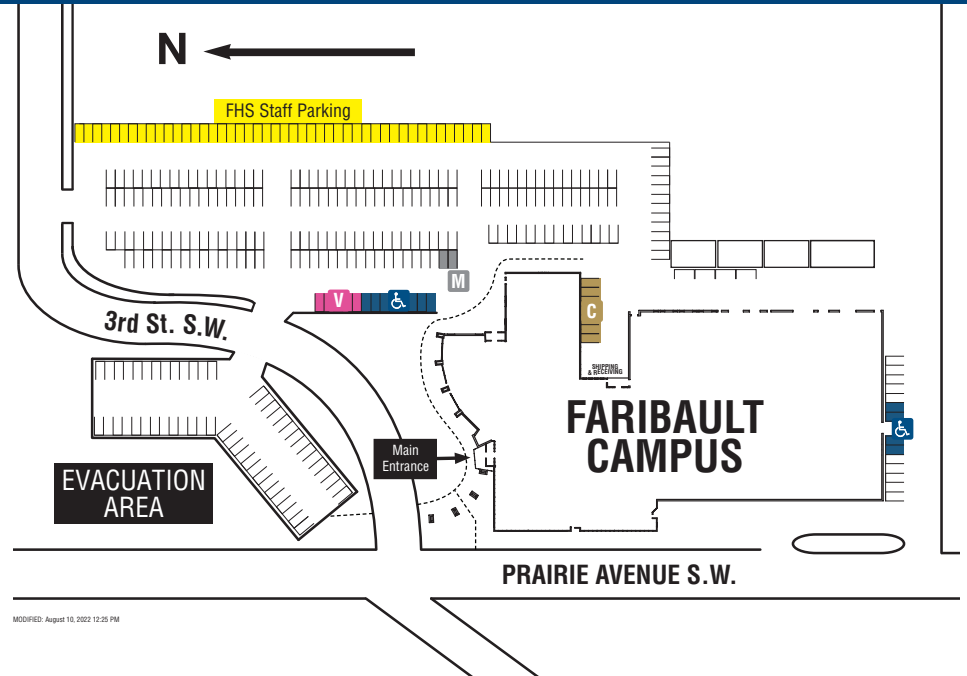 N
FHS Staff Parking
M
V
C
3rd St. S.W.
SHIPPING
& RECEIVING
FARIBAULT
CAMPUS
Main
Entrance
EVACUATION
AREA
PRAIRIE AVENUE S.W.
MODIFIED: August 10, 2022 12:25 PM